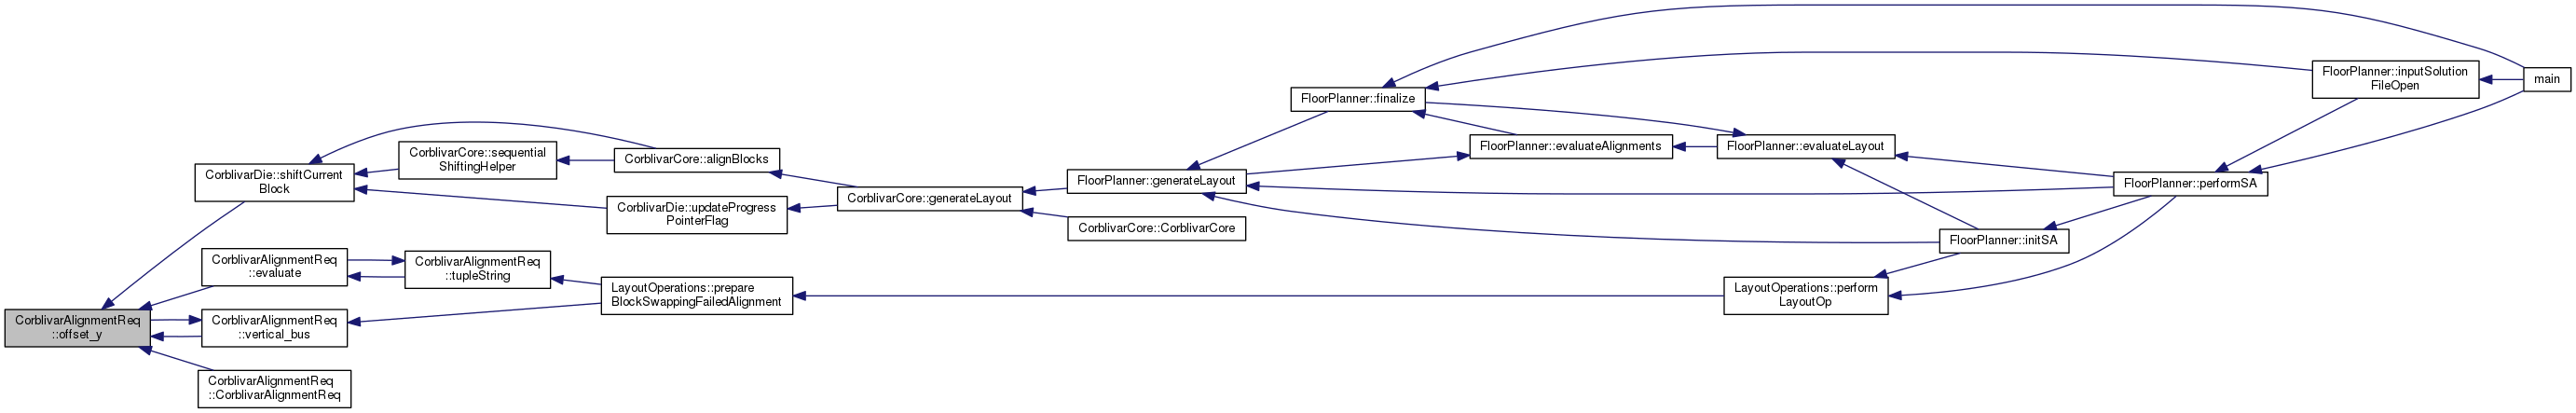 CorblivarAlignmentReq
::offset_y
CorblivarDie::shiftCurrent
Block
CorblivarCore::sequential
ShiftingHelper
CorblivarCore::alignBlocks
CorblivarDie::updateProgress
PointerFlag
CorblivarCore::generateLayout
FloorPlanner::generateLayout
CorblivarCore::CorblivarCore
FloorPlanner::finalize
FloorPlanner::evaluateAlignments
FloorPlanner::evaluateLayout
FloorPlanner::inputSolution
FileOpen
main
FloorPlanner::performSA
FloorPlanner::initSA
CorblivarAlignmentReq
::evaluate
CorblivarAlignmentReq
::tupleString
LayoutOperations::prepare
BlockSwappingFailedAlignment
LayoutOperations::perform
LayoutOp
CorblivarAlignmentReq
::vertical_bus
CorblivarAlignmentReq
::CorblivarAlignmentReq